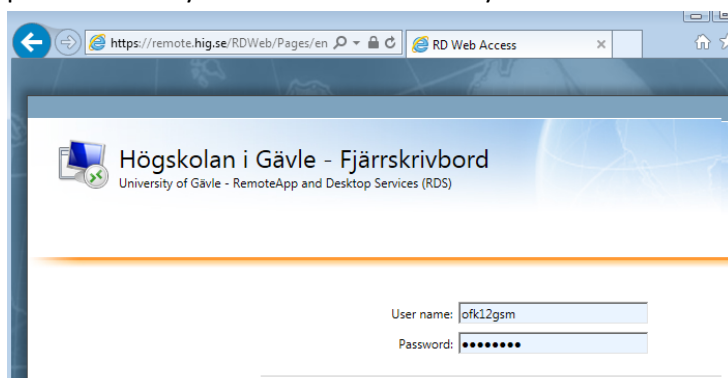 https://remote.hig.se/RDWeb/Pages/en
RD Web Access
Högskolan i Gävle - Fjärrskrivbord
University of Gävle - RemoteApp and Desktop Services (RDS)
User name: ofk12gsm
Password: ••••••••